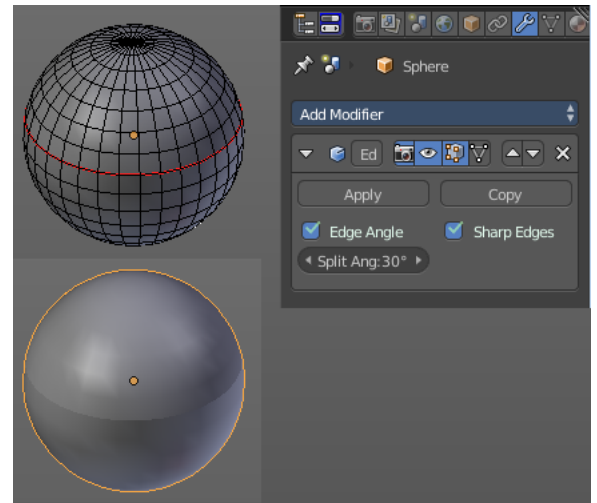 Sphere
Add Modifier
Ed
Apply Copy
Edge Angle Sharp Edges
Split Ang:30°